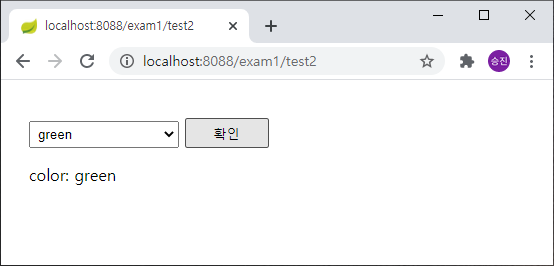 localhost:8088/exam1/test2
localhost:8088/exam1/test2
승진
green 확인
color: green